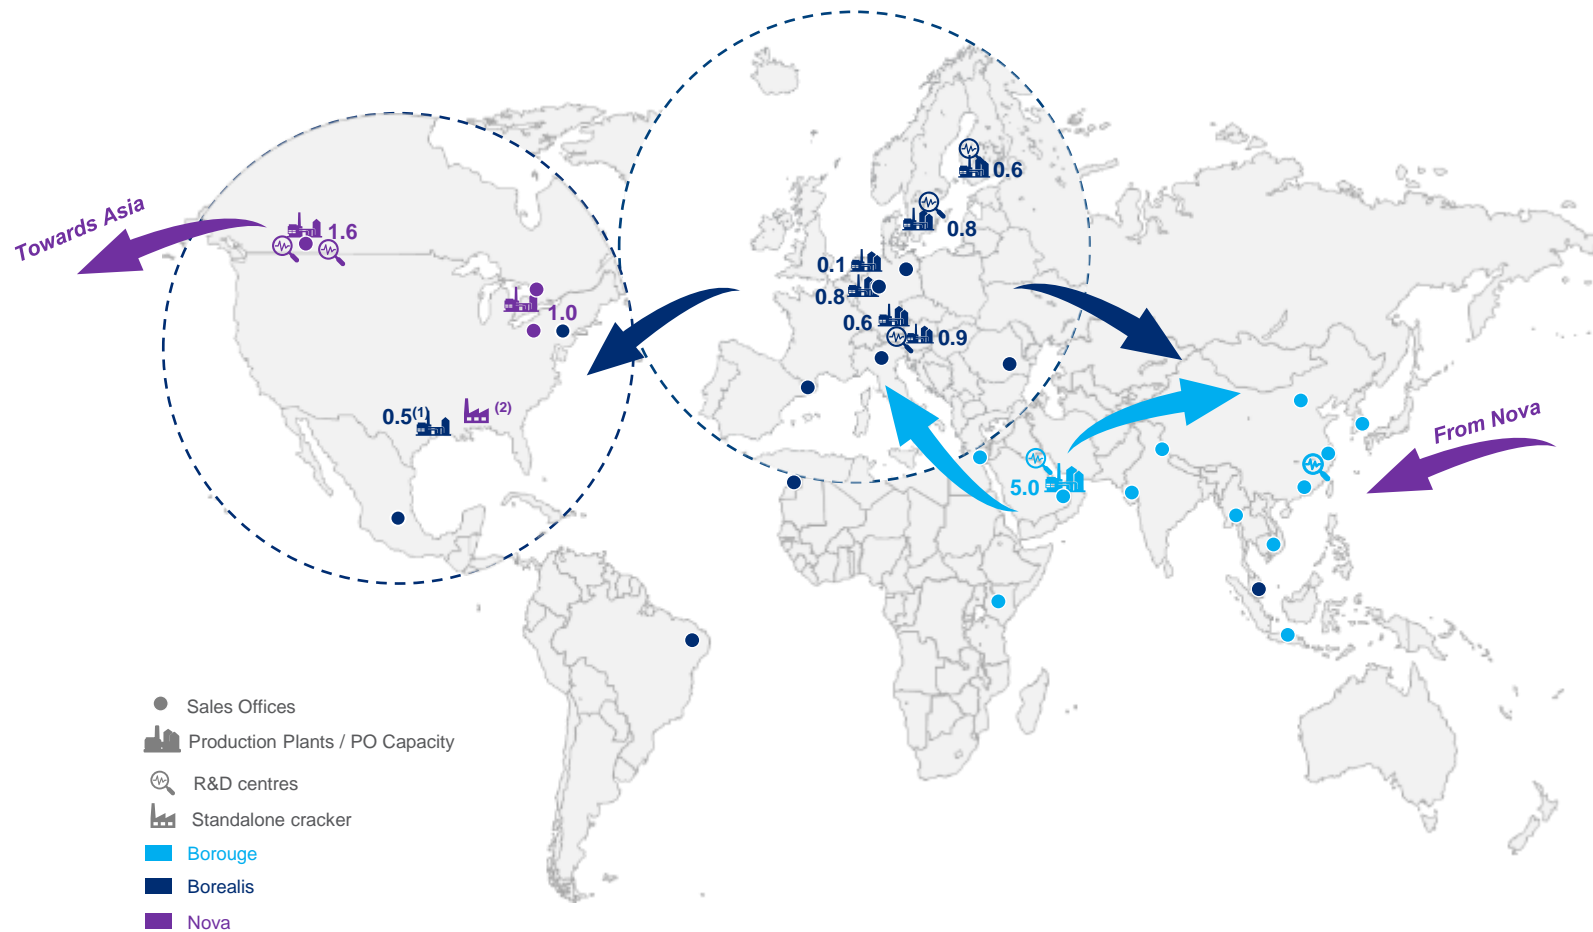 Towards Asia
1.6
1.0
0.5(1)
(2)
0.6
0.8
0.1
0.8
0.6
0.9
5.0
From Nova
Sales Offices
Production Plants / PO Capacity
R&D centres
Standalone cracker
Borouge
Borealis
Nova